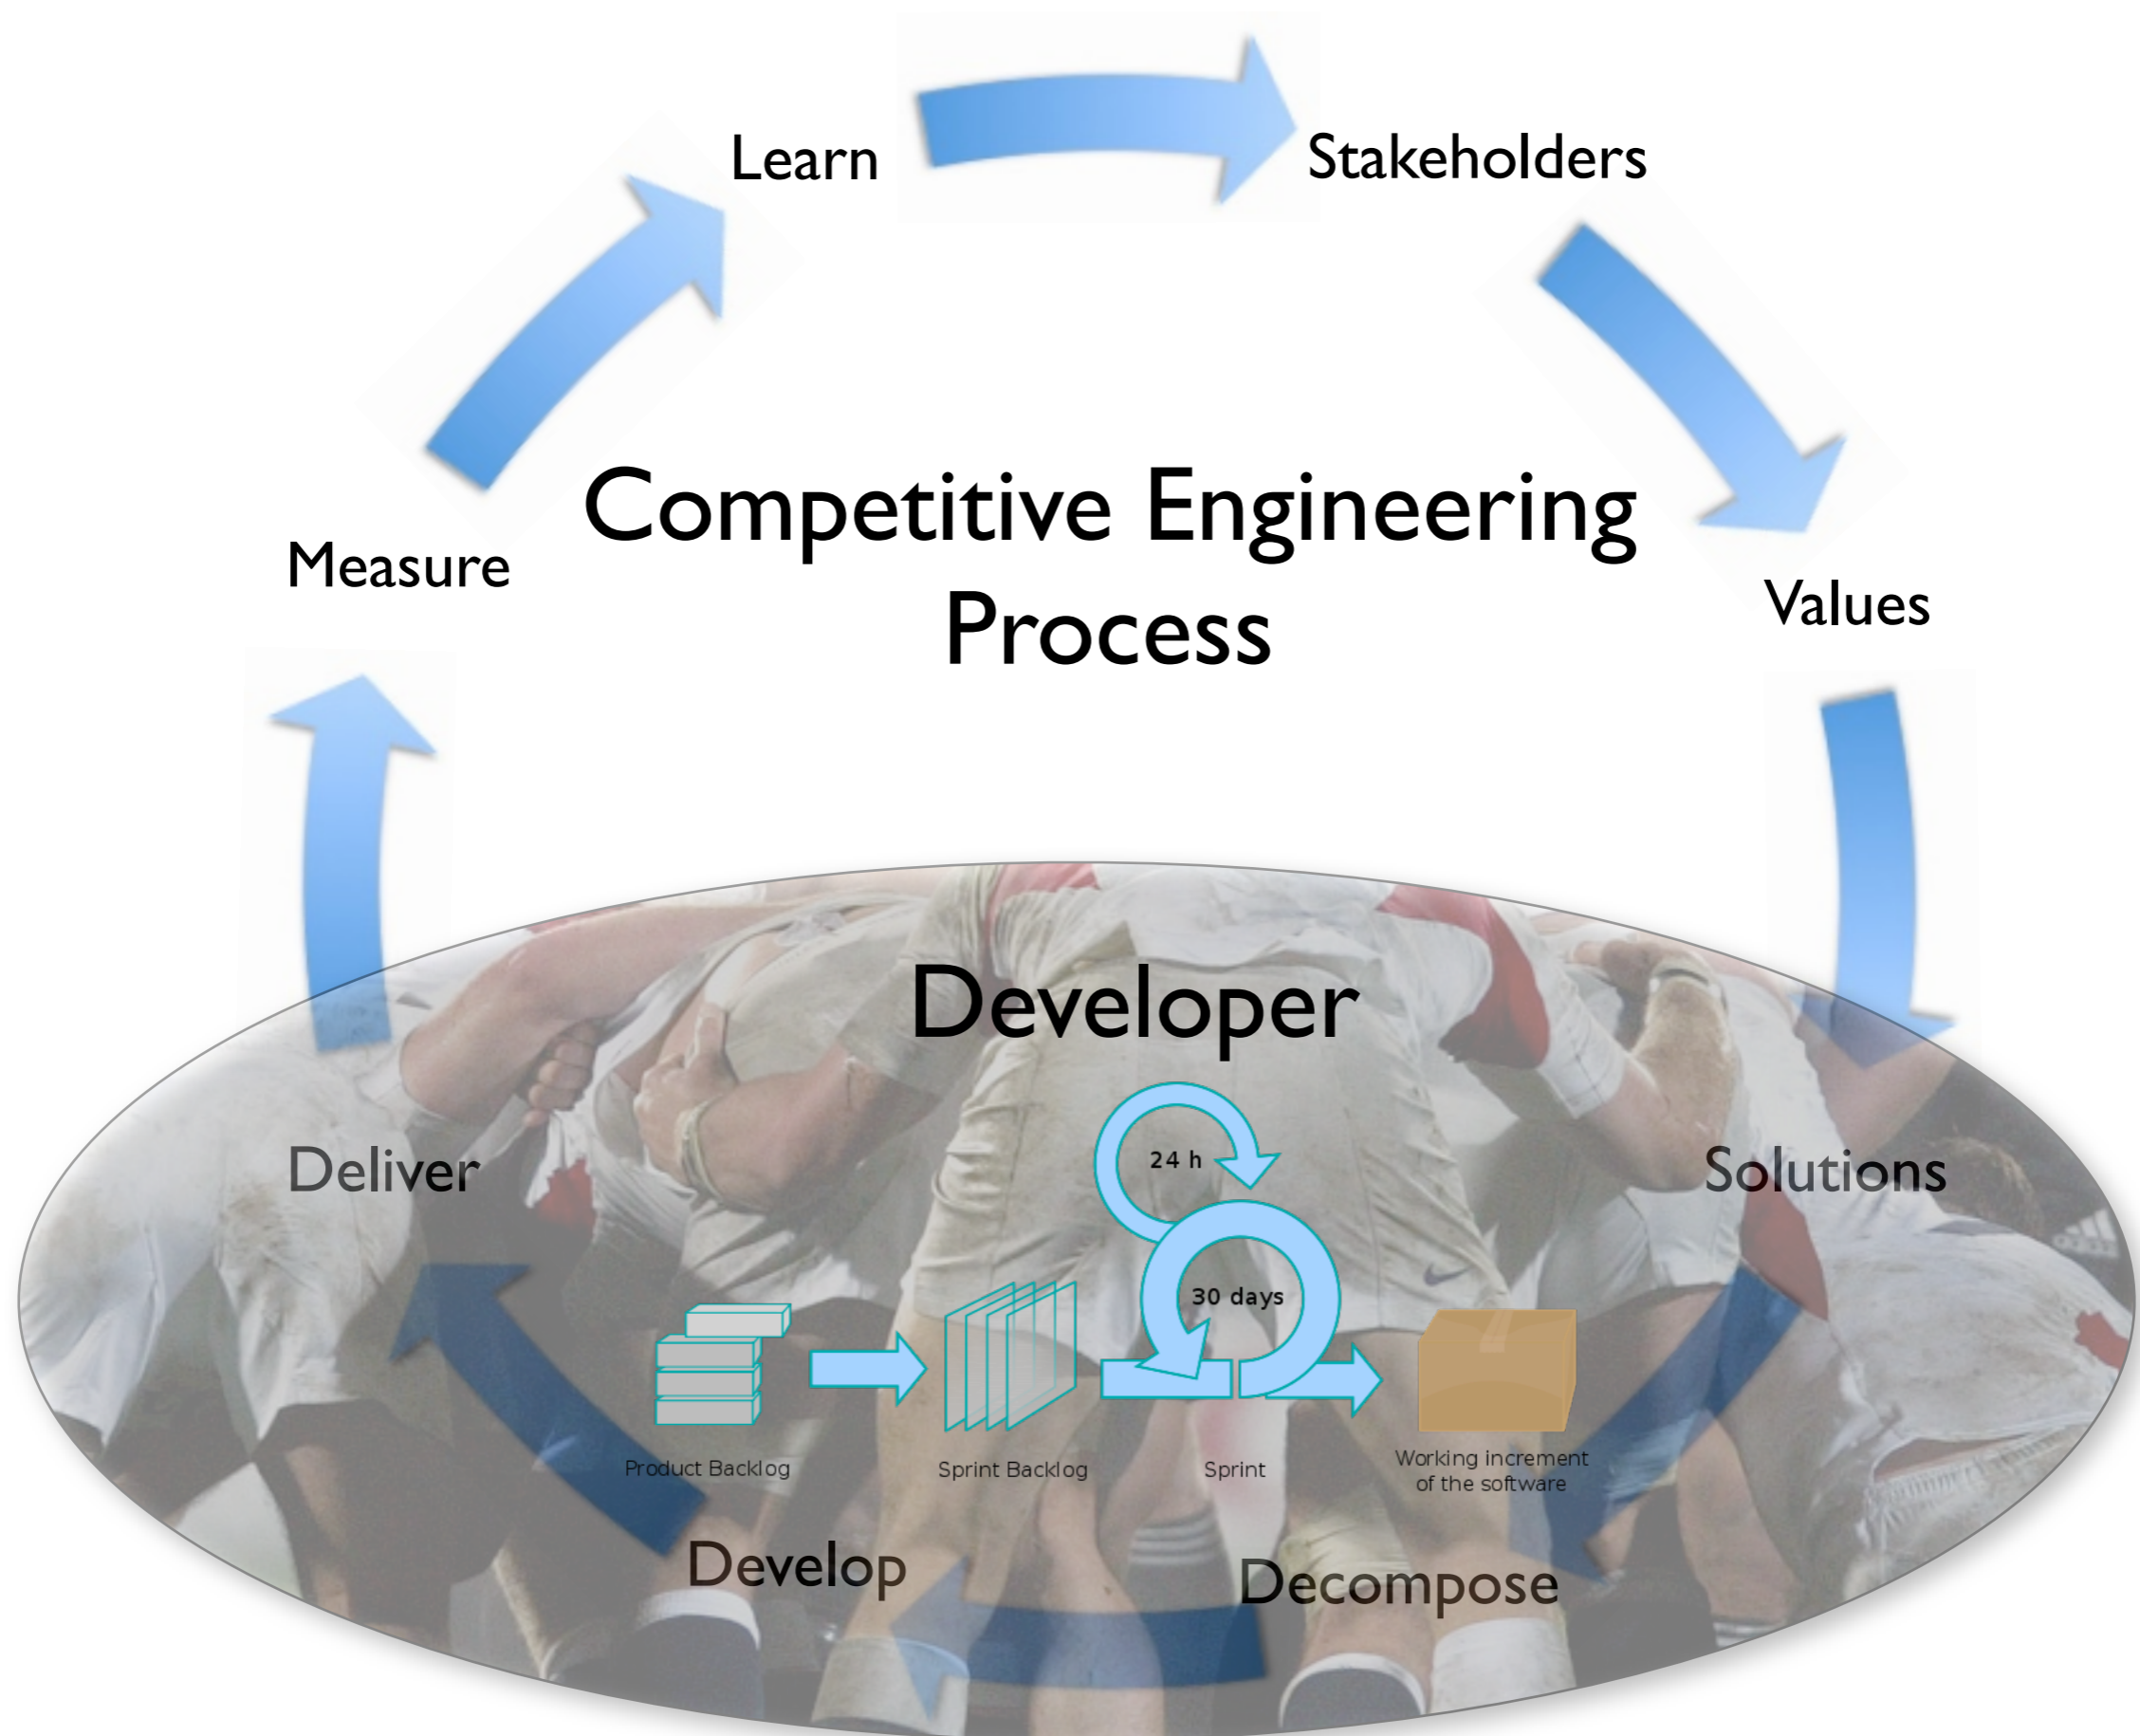 Learn
Stakeholders
Competitive Engineering
Process
Measure
Values
Developer
24 h
Deliver
Solutions
30 days
Product Backlog
Sprint Backlog
Sprint
Working increment
of the software
Develop
Decompose